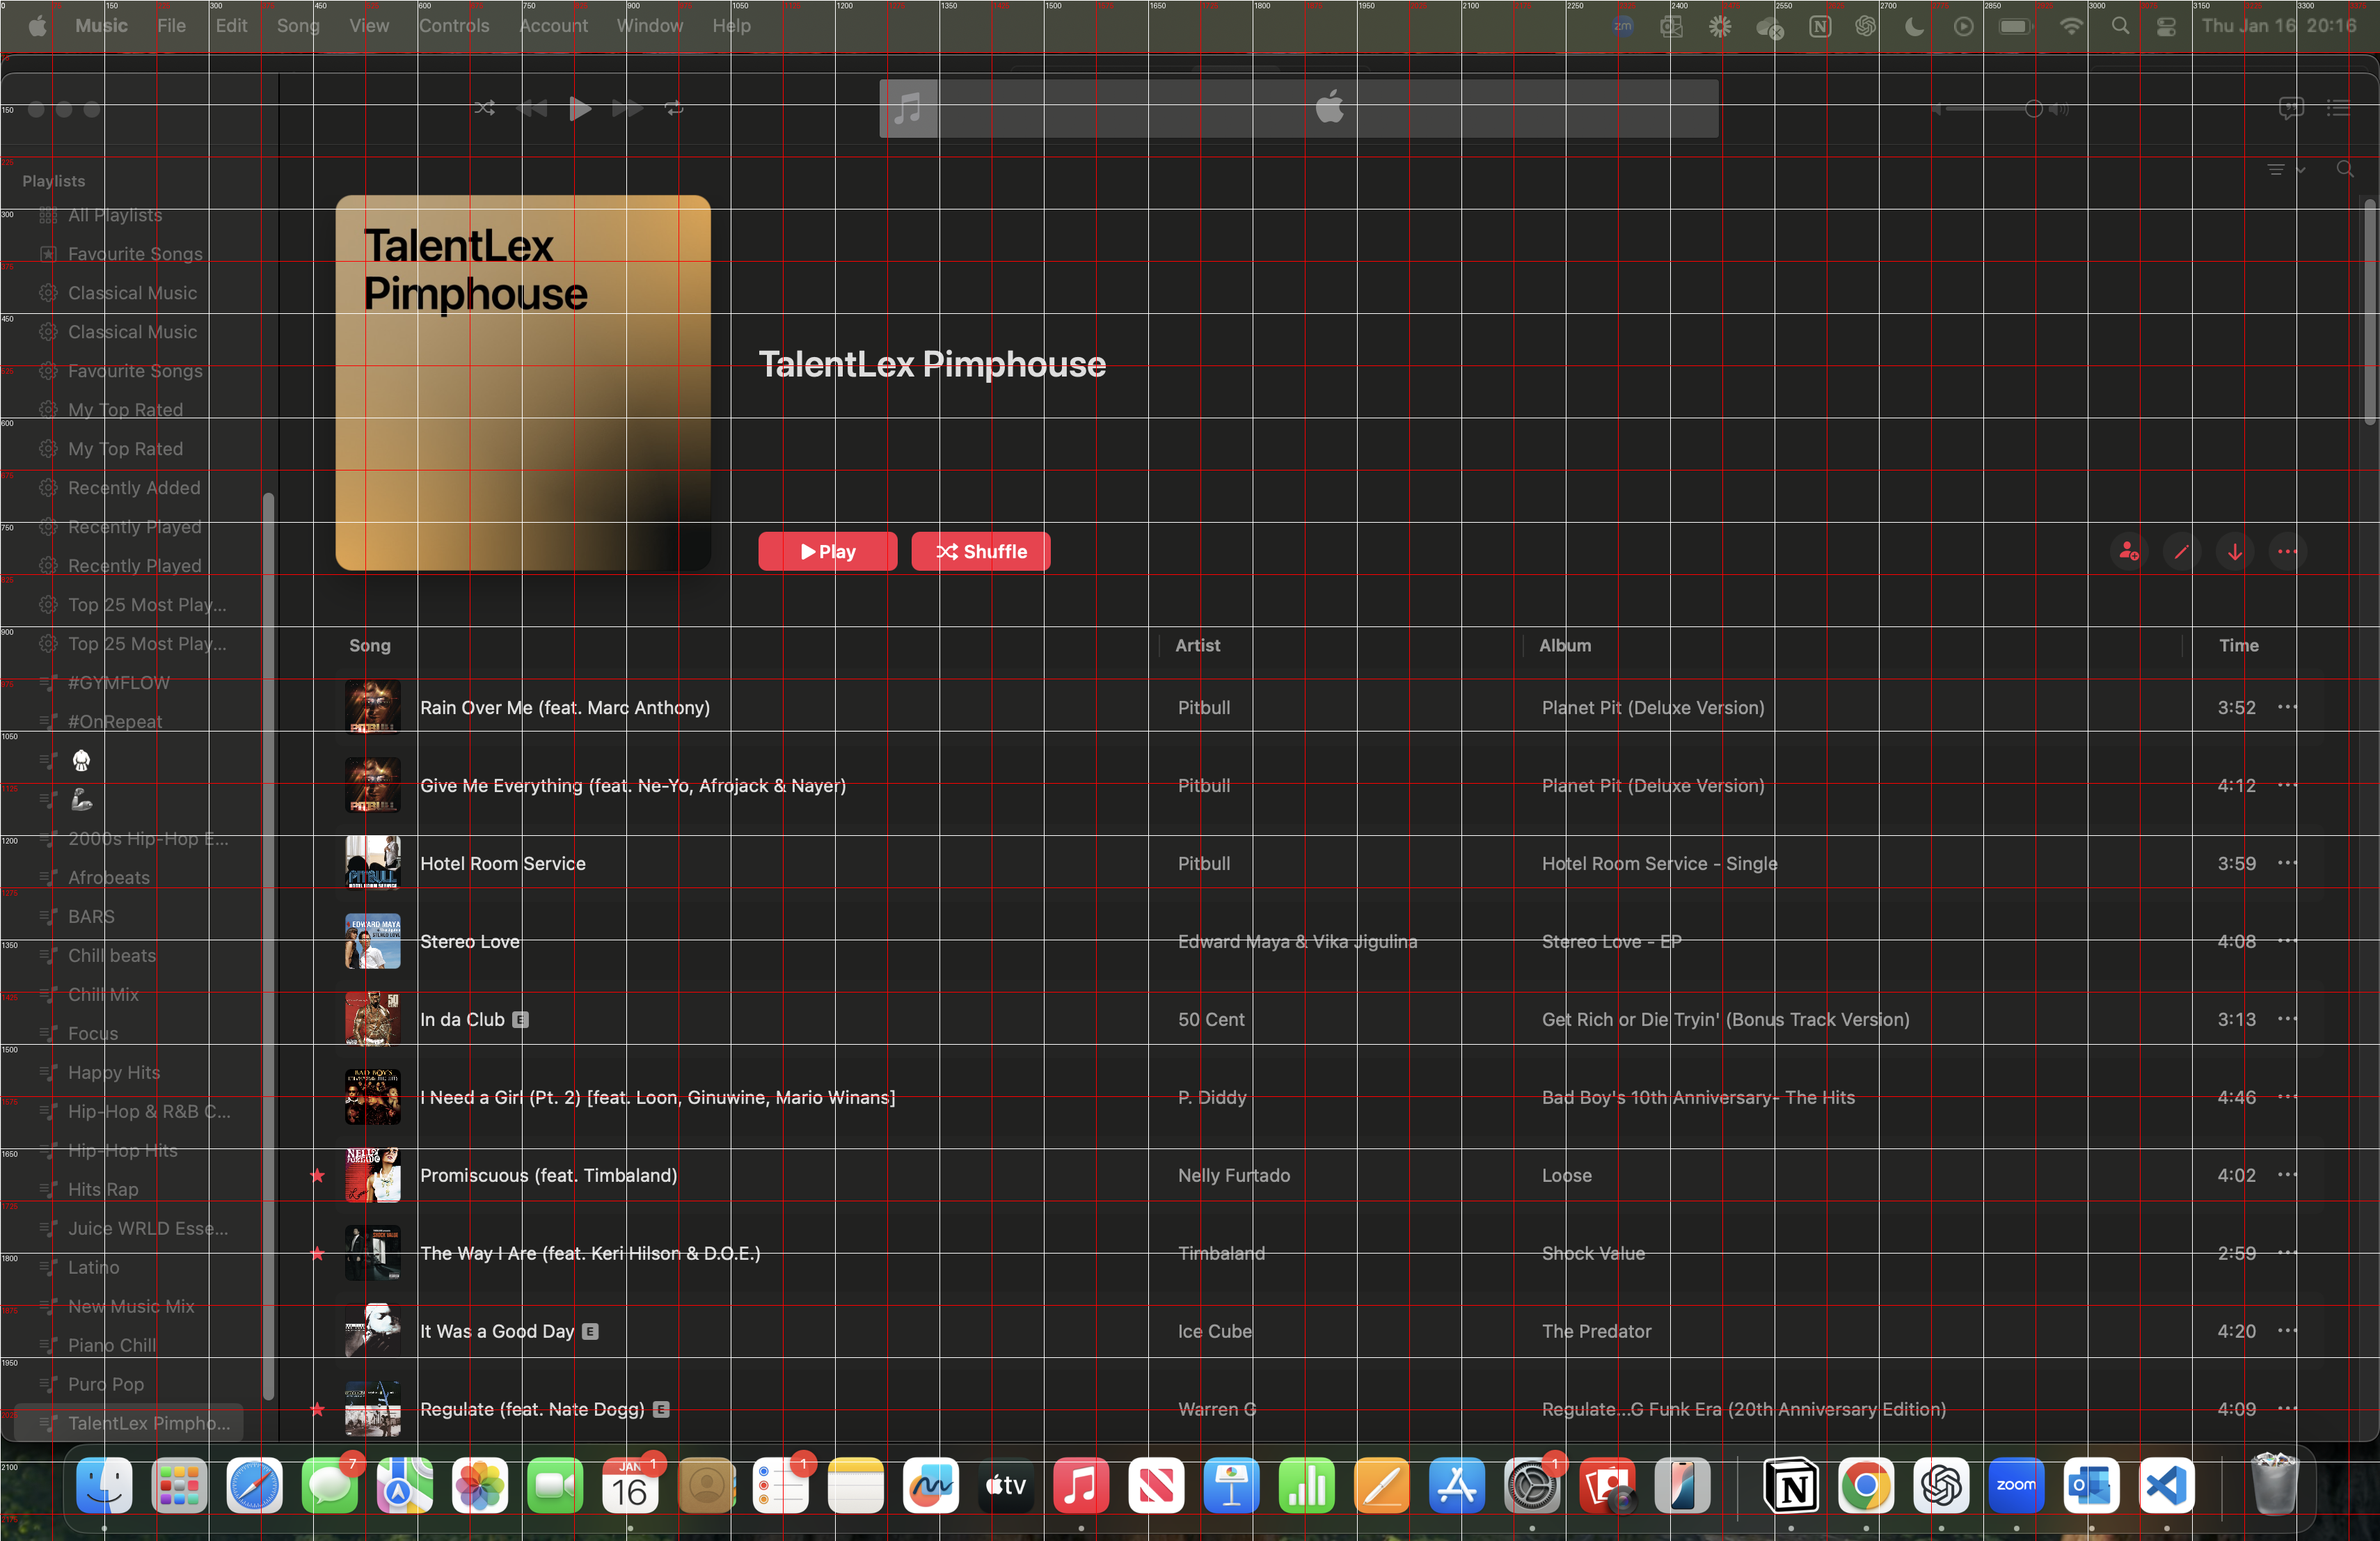 Music File Edit Song View Controls Account Window Help
zm
Thu Jan 16 20:16
Playlists
All Playlists
Favourite Songs
Classical Music
Classical Music
Favourite Songs
My Top Rated
My Top Rated
Recently Added
Recently Played
Recently Played
Top 25 Most Play...
Top 25 Most Play...
#GYMFLOW
#OnRepeat
2000s Hip-Hop E...
Afrobeats
BARS
Chill beats
Chill Mix
Focus
Happy Hits
Hip-Hop & R&B C...
Hip-Hop Hits
Hits Rap
Juice WRLD Esse...
Latino
New Music Mix
Piano Chill
Puro Pop
TalentLex Pimpho...
TalentLex
Pimphouse
TalentLex Pimphouse
Play Shuffle
Song Artist Album Time
Rain Over Me (feat. Marc Anthony) Pitbull Planet Pit (Deluxe Version) 3:52
Give Me Everything (feat. Ne-Yo, Afrojack & Nayer) Pitbull Planet Pit (Deluxe Version) 4:12
Hotel Room Service Pitbull Hotel Room Service - Single 3:59
Stereo Love Edward Maya & Vika Jigulina Stereo Love - EP 4:08
In da Club E 50 Cent Get Rich or Die Tryin' (Bonus Track Version) 3:13
I Need a Girl (Pt. 2) [feat. Loon, Ginuwine, Mario Winans] P. Diddy Bad Boy's 10th Anniversary- The Hits 4:46
Promiscuous (feat. Timbaland) Nelly Furtado Loose 4:02
The Way I Are (feat. Keri Hilson & D.O.E.) Timbaland Shock Value 2:59
It Was a Good Day E Ice Cube The Predator 4:20
Regulate (feat. Nate Dogg) E Warren G Regulate...G Funk Era (20th Anniversary Edition) 4:09
7
JAN
16
1
1
tv
1
zoom